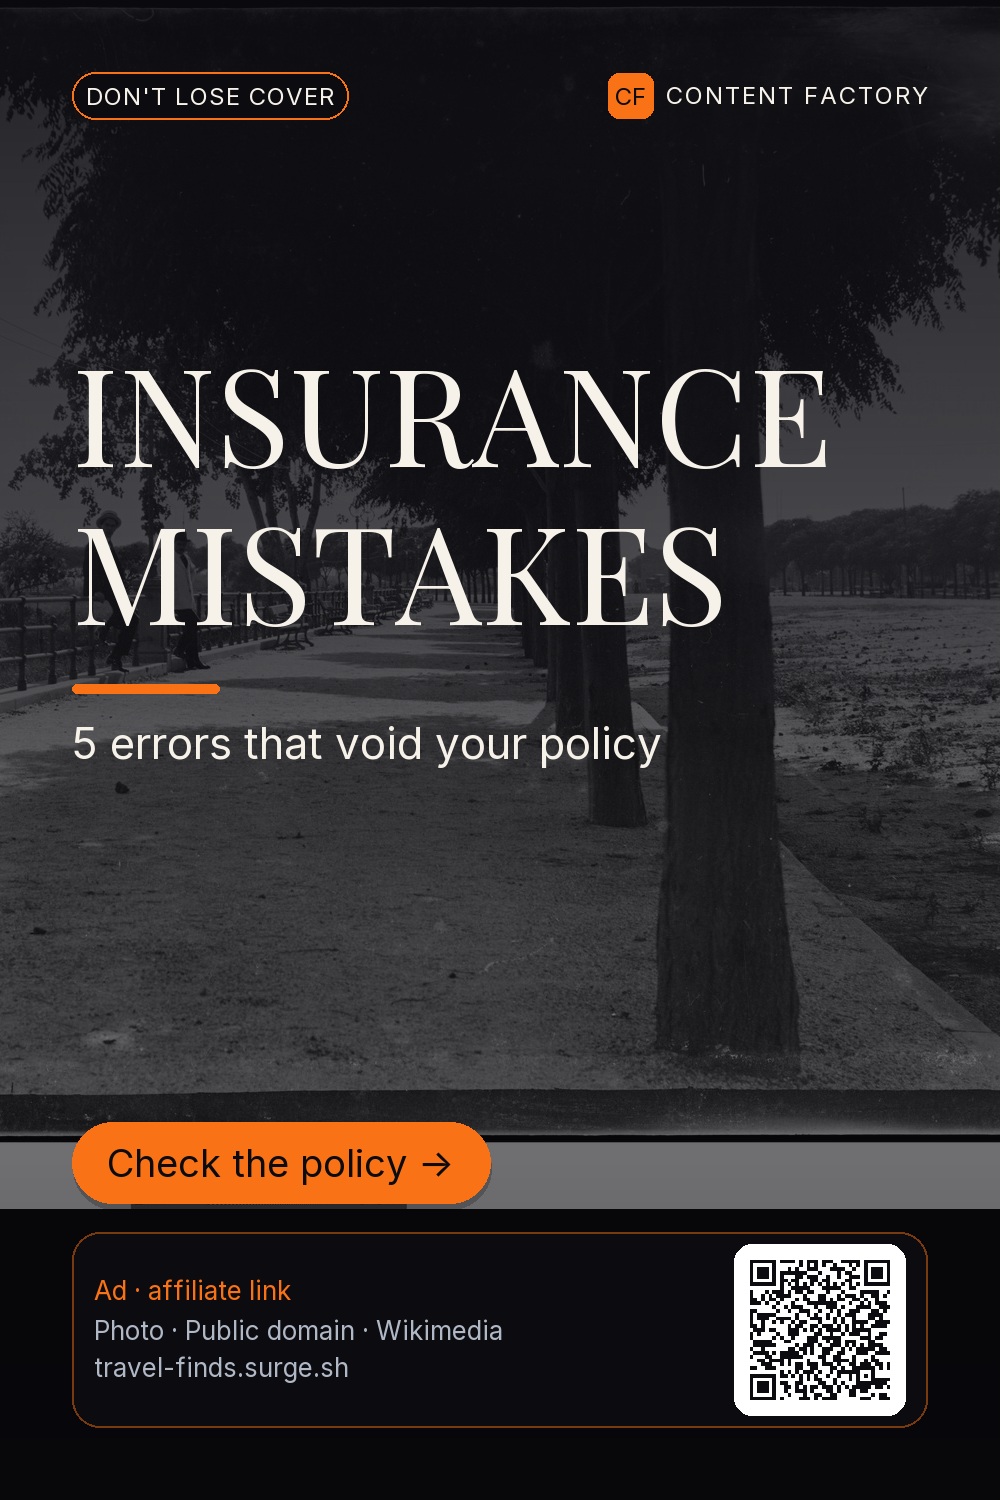 DON'T LOSE COVER
CF CONTENT FACTORY
INSURANCE
MISTAKES
5 errors that void your policy
Check the policy →
Ad · affiliate link
Photo · Public domain · Wikimedia
travel-finds.surge.sh